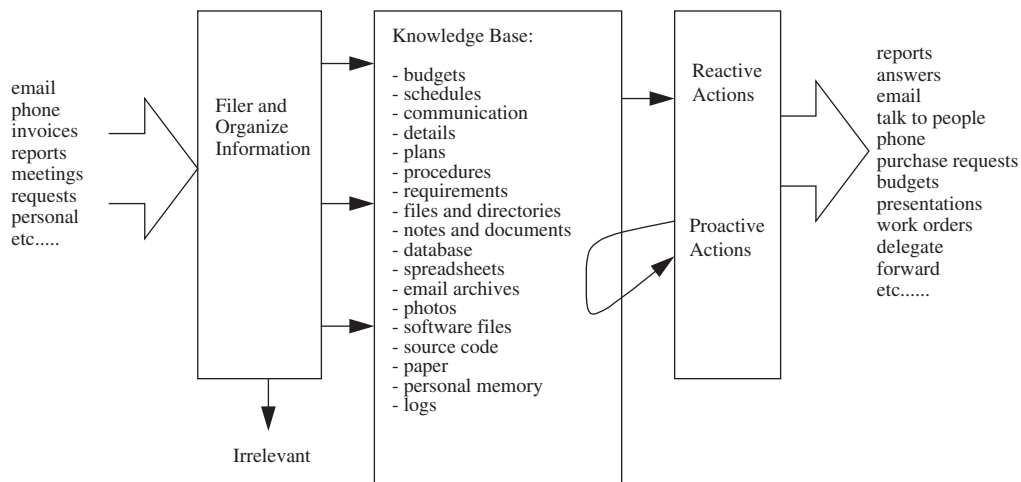 email
phone
invoices
reports
meetings
requests
personal
etc.....
Filer and
Organize
Information
Irrelevant
Knowledge Base:
- budgets
- schedules
- communication
- details
- plans
- procedures
- requirements
- files and directories
- notes and documents
- database
- spreadsheets
- email archives
- photos
- software files
- source code
- paper
- personal memory
- logs
Reactive
Actions
Proactive
Actions
reports
answers
email
talk to people
phone
purchase requests
budgets
presentations
work orders
delegate
forward
etc......